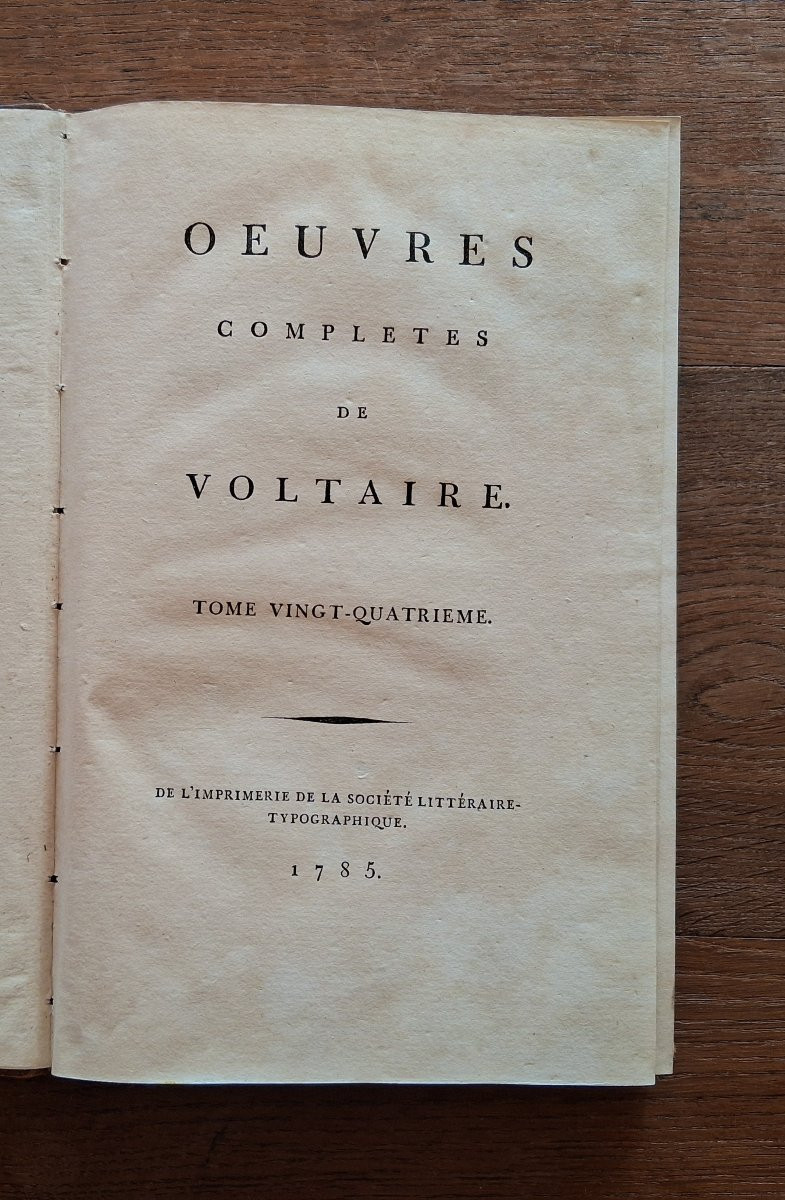 OEUVRES
COMPLETES
DE
VOLTAIRE.
TOME VINGT-QUATRIEME.
DE L'IMPRIMERIE DE LA SOCIÉTÉ LITTÉRAIRE-
TYPOGRAPHIQUE.
1785.